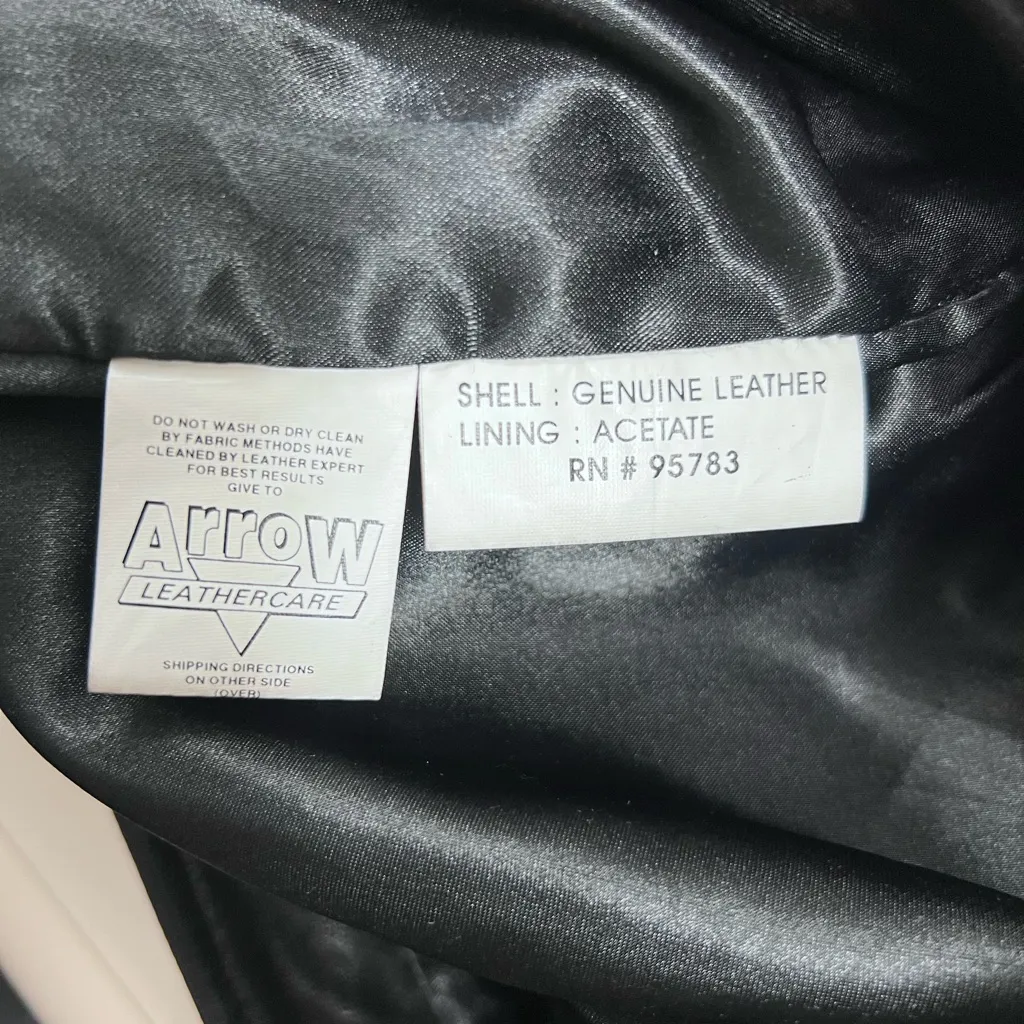 DO NOT WASH OR DRY CLEAN
BY FABRIC METHODS HAVE
CLEANED BY LEATHER EXPERT
FOR BEST RESULTS
GIVE TO
ArroW
LEATHERCARE
SHIPPING DIRECTIONS
ON OTHER SIDE
(OVER)
SHELL : GENUINE LEATHER
LINING : ACETATE
RN # 95783